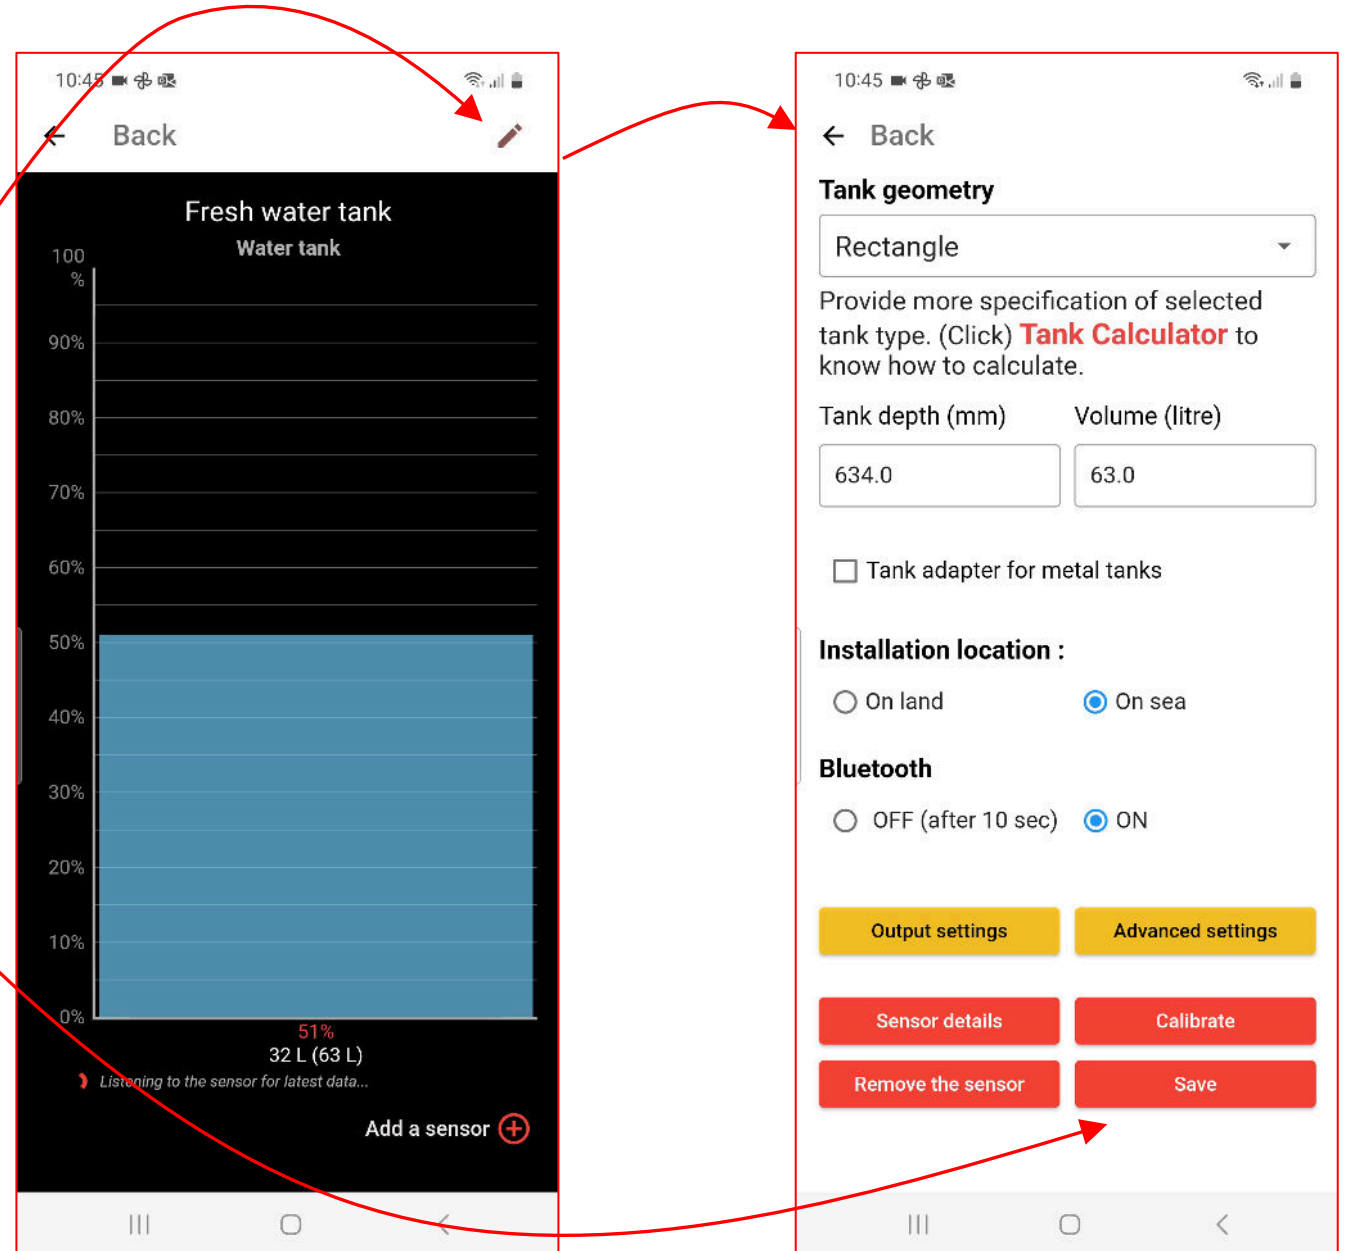 10:45
Back
Fresh water tank
Water tank
100
%
90%
80%
70%
60%
50%
40%
30%
20%
10%
0%
51%
32 L (63 L)
Listening to the sensor for latest data...
Add a sensor
10:45
Back
Tank geometry
Rectangle
Provide more specification of selected
tank type. (Click) Tank Calculator to
know how to calculate.
Tank depth (mm) Volume (litre)
634.0 63.0
Tank adapter for metal tanks
Installation location :
On land On sea
Bluetooth
OFF (after 10 sec) ON
Output settings Advanced settings
Sensor details Calibrate
Remove the sensor Save